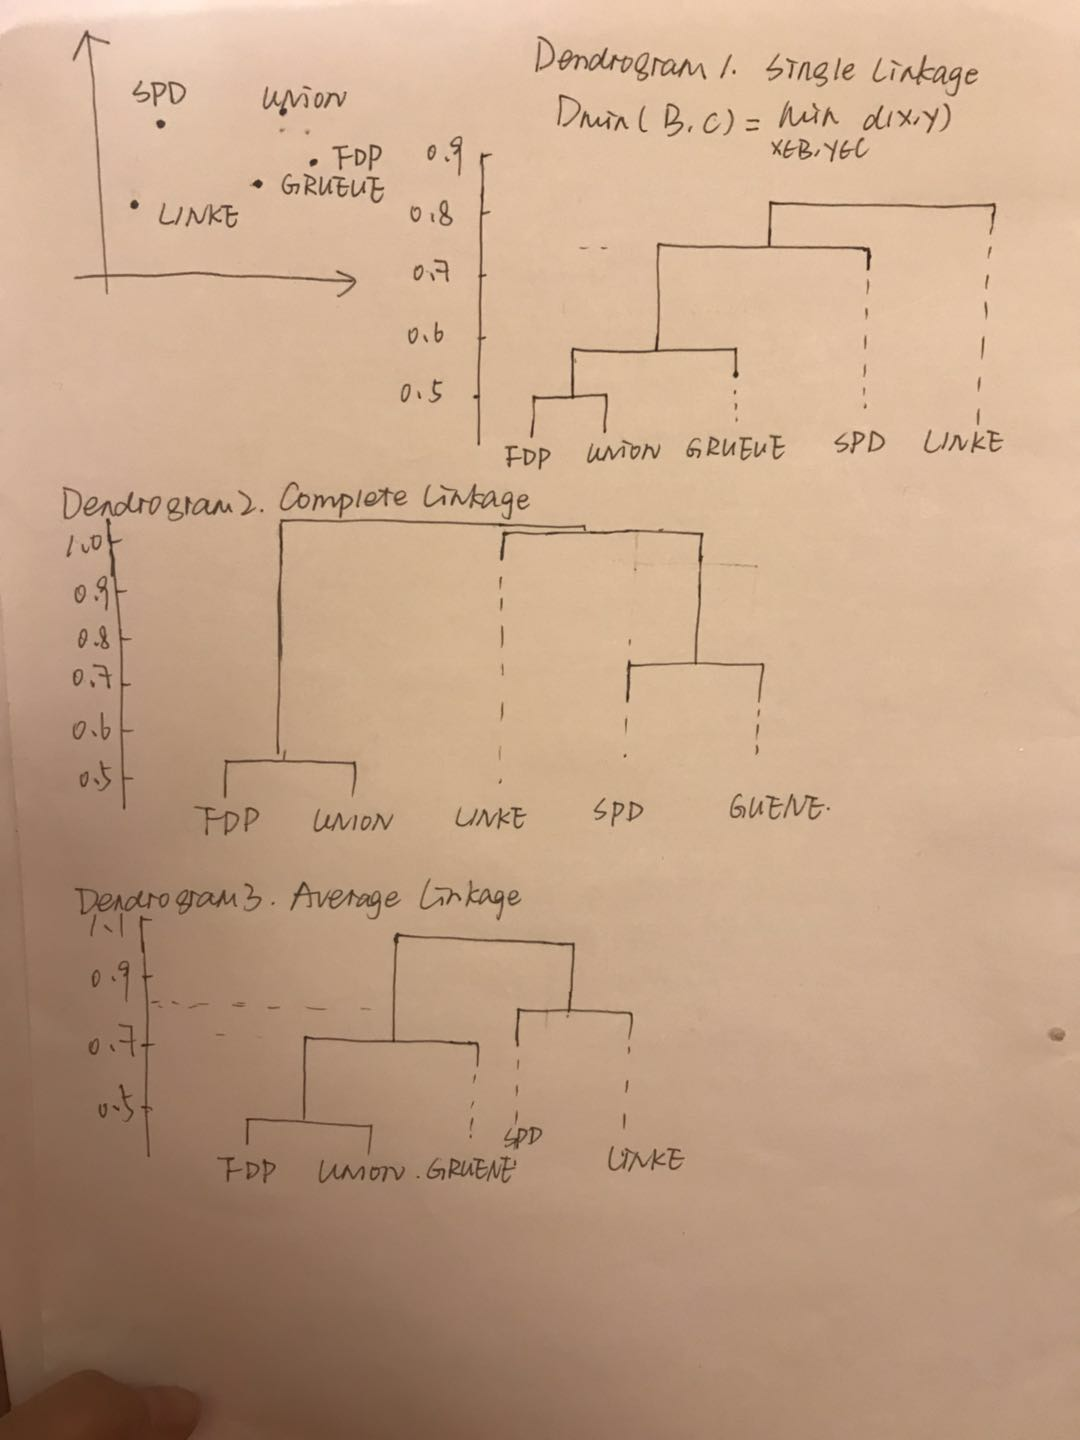 SPD
UNION
FDP
GRUEUE
LINKE
Dendrogram 1. Single Linkage
Dmin(B,C) = min d(x,y)
x∈B,y∈C
0.9
0.8
0.7
0.6
0.5
FDP UNION GRUEUE SPD LINKE
Dendrogram 2. Complete Linkage
1.0
0.9
0.8
0.7
0.6
0.5
FDP UNION LINKE SPD GUENE.
Dendrogram 3. Average Linkage
1.1
0.9
0.7
0.5
FDP UNION. GRUENE SPD LINKE